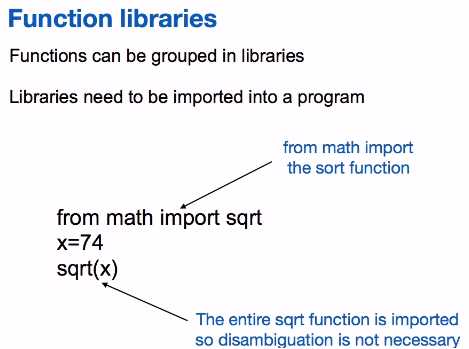 Function libraries
Functions can be grouped in libraries
Libraries need to be imported into a program
from math import
the sort function
from math import sqrt
x=74
sqrt(x)
The entire sqrt function is imported
so disambiguation is not necessary